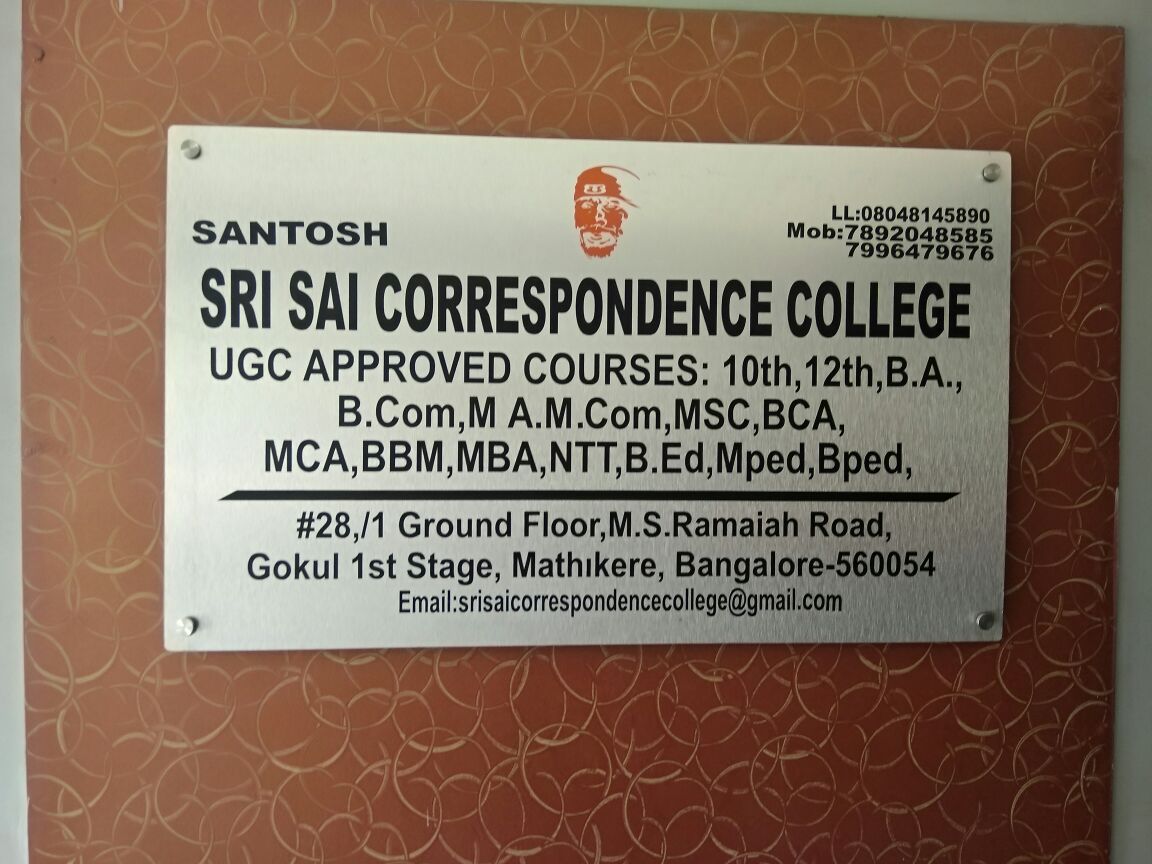 SANTOSH
LL:08048145890
Mob:7892048585
7996479676
SRI SAI CORRESPONDENCE COLLEGE
UGC APPROVED COURSES: 10th,12th,B.A.,
B.Com,M A.M.Com,MSC,BCA,
MCA,BBM,MBA,NTT,B.Ed,Mped,Bped,
#28,/1 Ground Floor,M.S.Ramaiah Road,
Gokul 1st Stage, Mathikere, Bangalore-560054
Email:srisaicorrespondencecollege@gmail.com